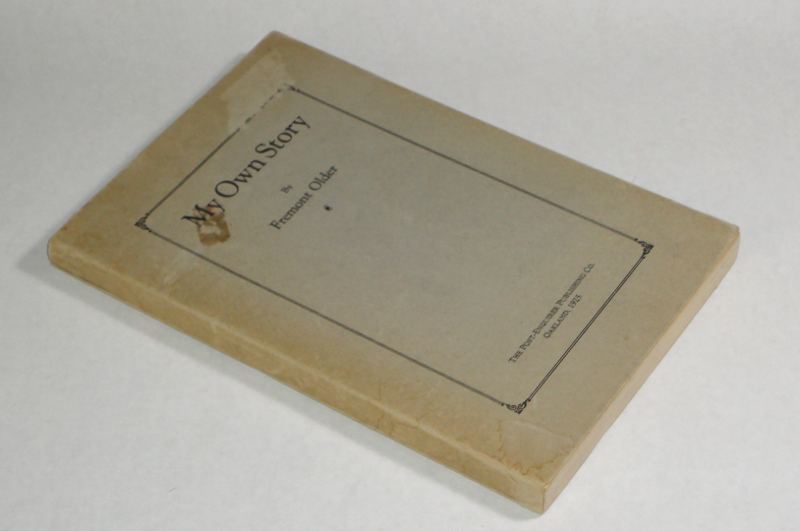 My Own Story
By
Fremont Older
The Post-Enquirer Publishing Co.
Oakland, 1925